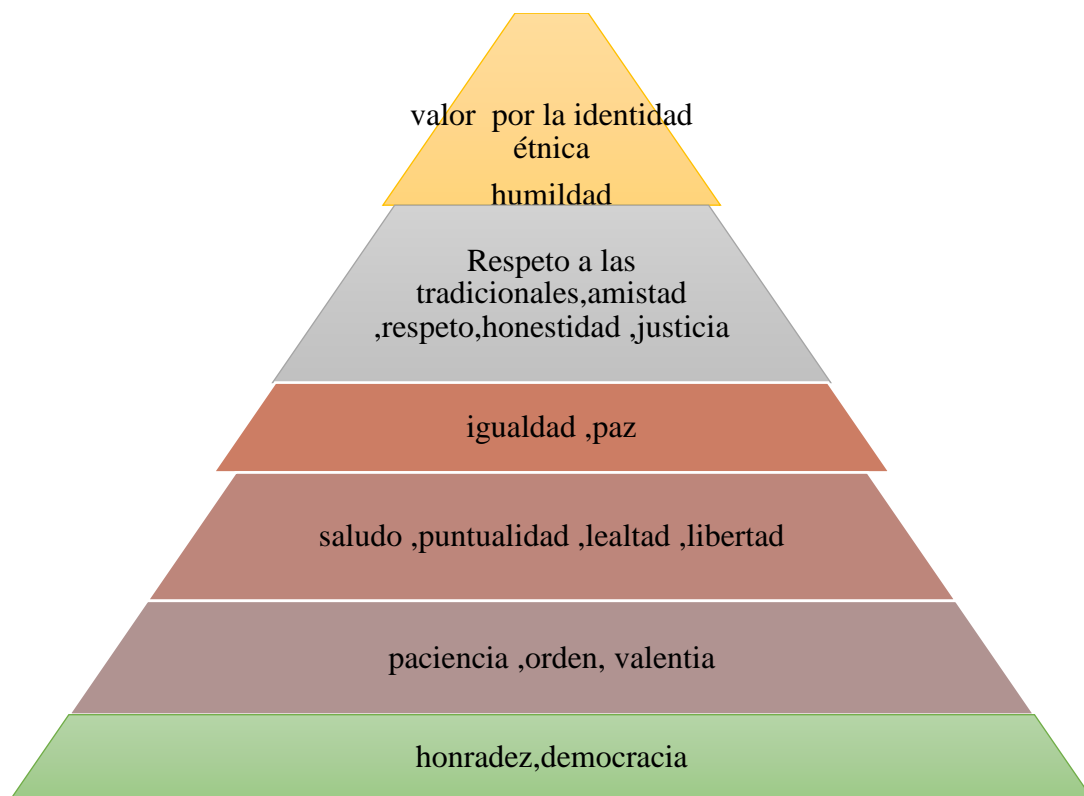 valor  por la identidad
étnica
humildad
Respeto a las
tradicionales,amistad
,respeto,honestidad ,justicia
igualdad ,paz
saludo ,puntualidad ,lealtad ,libertad
paciencia ,orden, valentia
honradez,democracia